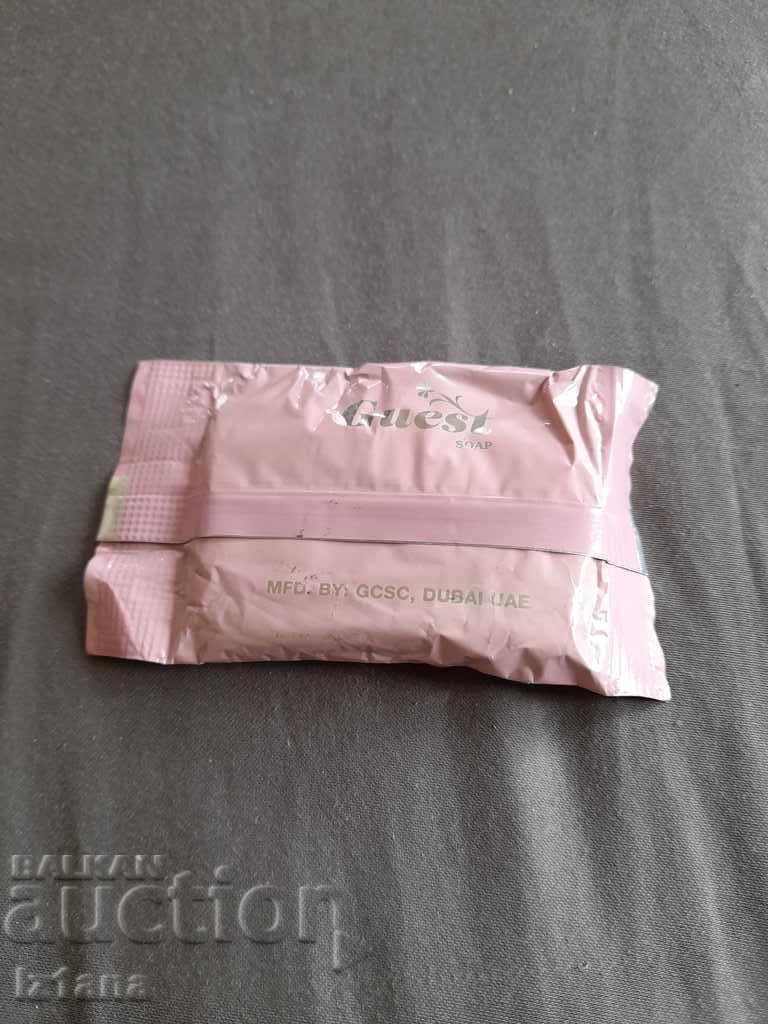 Guest
SOAP
MFD. BY: GCSC, DUBAI UAE
BALKAN
auction
Iz1ana